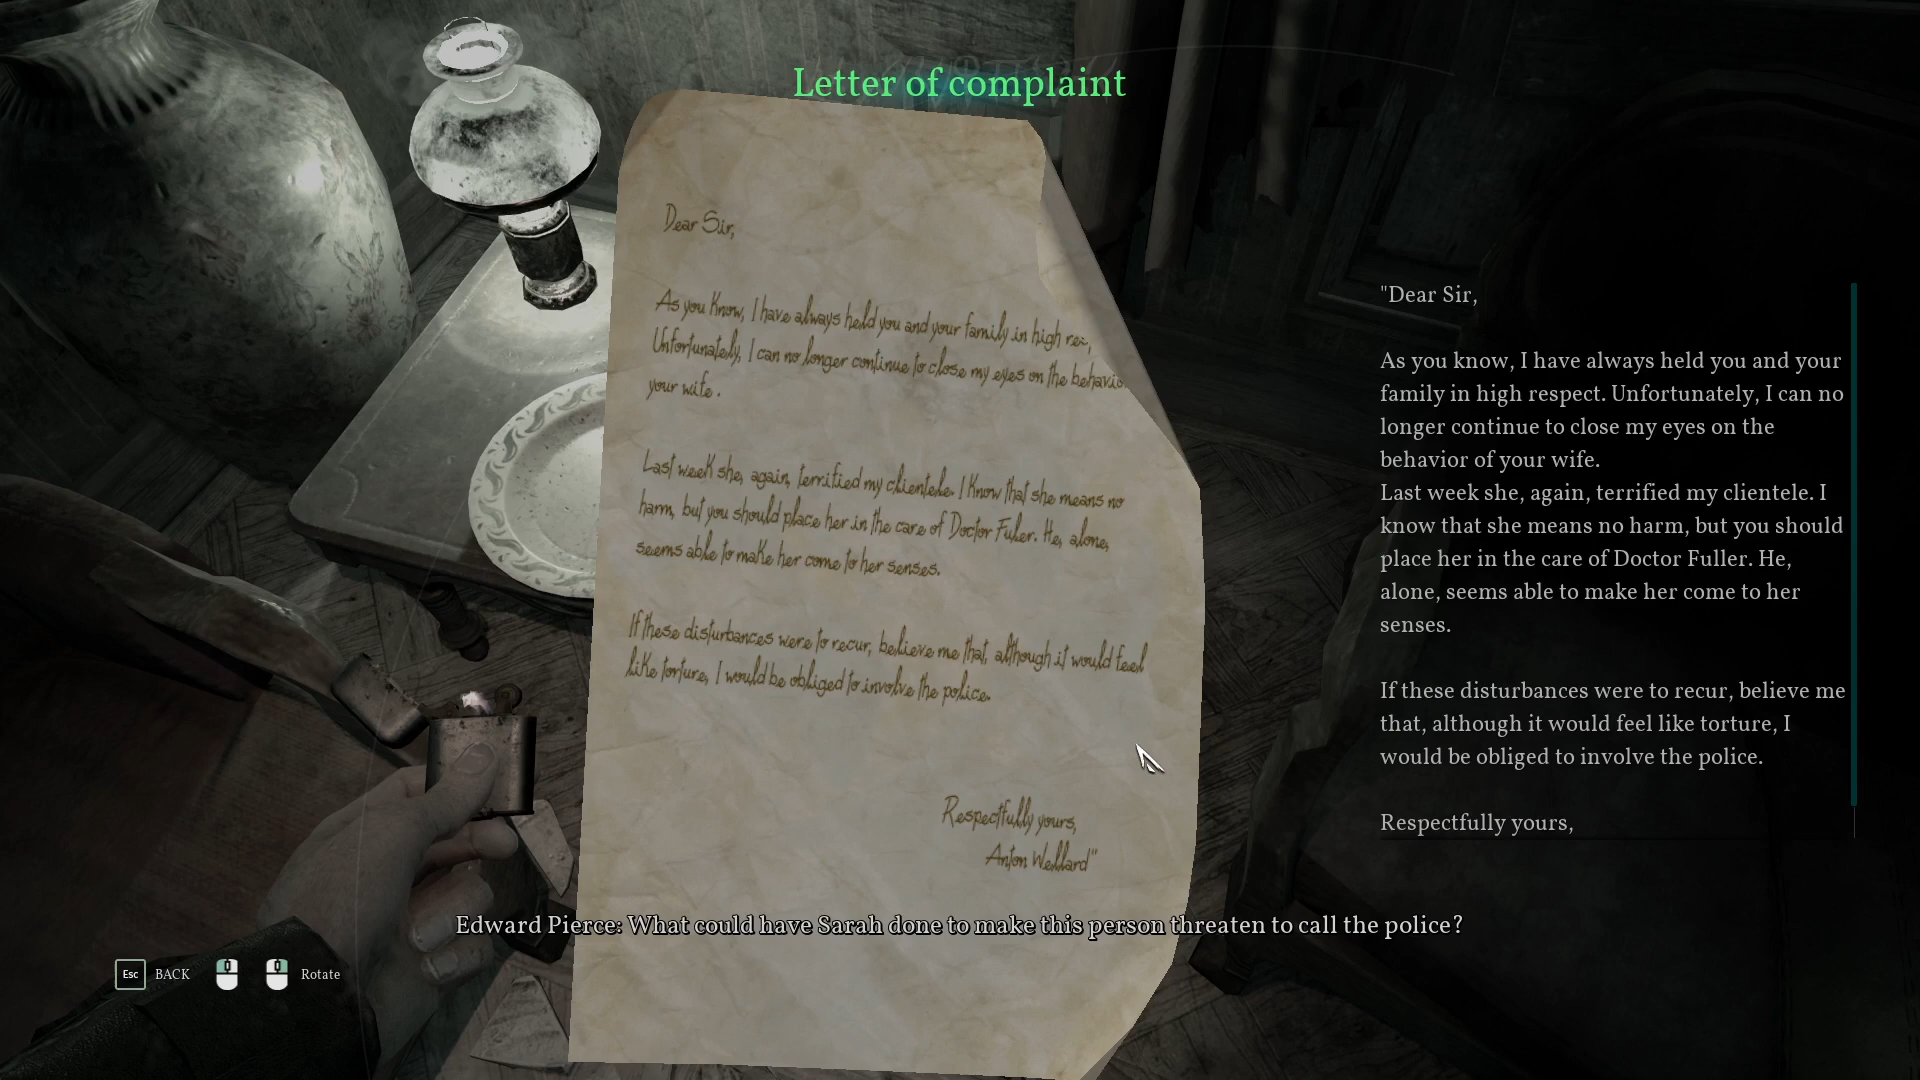 Letter of complaint
Dear Sir,
As you know, I have always held you and your family in high res,
Unfortunately, I can no longer continue to close my eyes on the behavio
your wife.
Last week she, again, terrified my clientele. I know that she means no
harm, but you should place her in the care of Doctor Fuller. He, alone,
seems able to make her come to her senses.
If these disturbances were to recur, believe me that, although it would feel
like torture, I would be obliged to involve the police.
Respectfully yours,
Anton Wellard"
"Dear Sir,
As you know, I have always held you and your
family in high respect. Unfortunately, I can no
longer continue to close my eyes on the
behavior of your wife.
Last week she, again, terrified my clientele. I
know that she means no harm, but you should
place her in the care of Doctor Fuller. He,
alone, seems able to make her come to her
senses.
If these disturbances were to recur, believe me
that, although it would feel like torture, I
would be obliged to involve the police.
Respectfully yours,
Edward Pierce: What could have Sarah done to make this person threaten to call the police?
Esc BACK Rotate